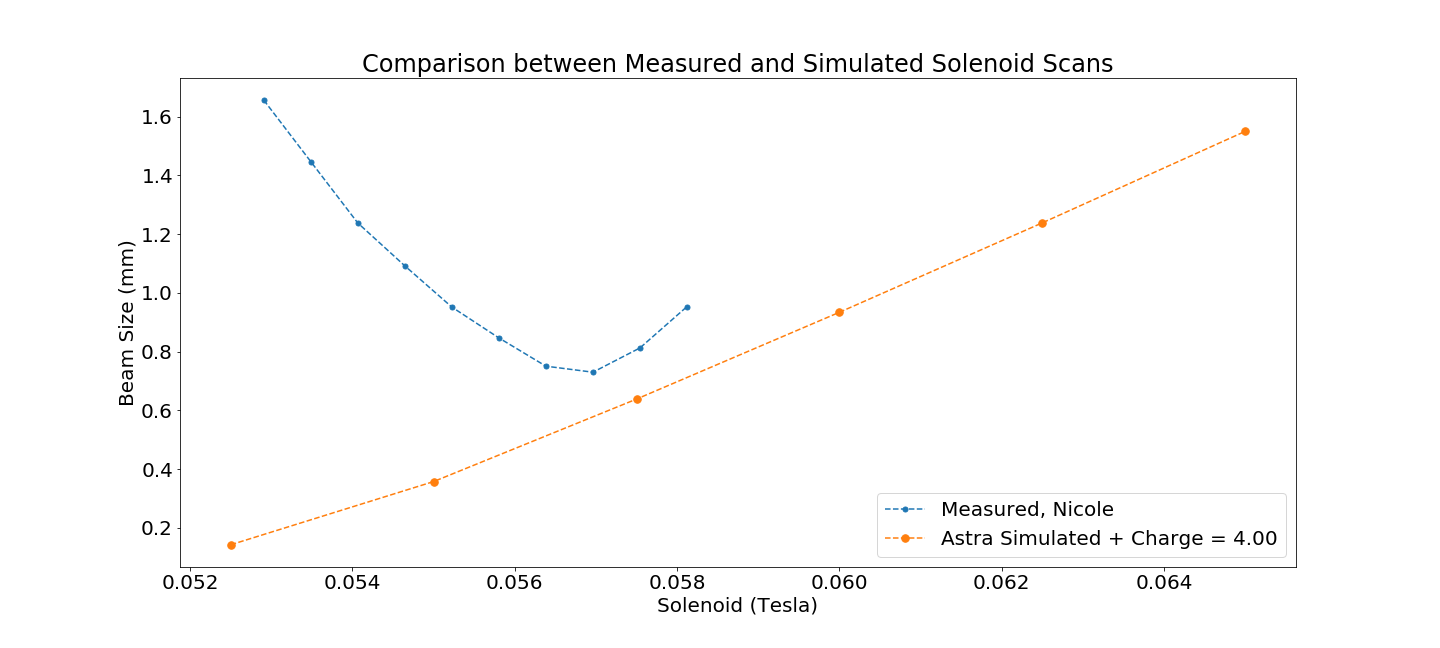 Comparison between Measured and Simulated Solenoid Scans
Beam Size (mm)
1.6
1.4
1.2
1.0
0.8
0.6
0.4
0.2
Measured, Nicole
Astra Simulated + Charge = 4.00
0.052 0.054 0.056 0.058 0.060 0.062 0.064
Solenoid (Tesla)